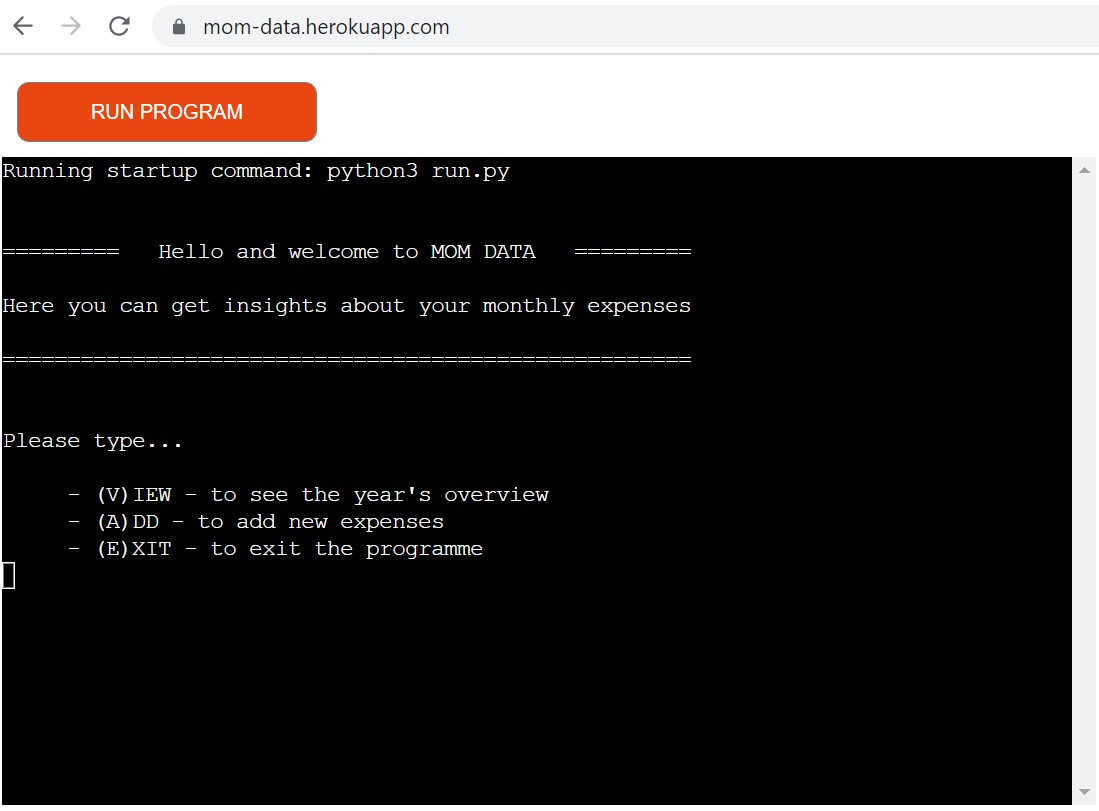 mom-data.herokuapp.com
RUN PROGRAM
Running startup command: python3 run.py
=========   Hello and welcome to MOM DATA   =========
Here you can get insights about your monthly expenses
=====================================================
Please type...
- (V)IEW - to see the year's overview
- (A)DD - to add new expenses
- (E)XIT - to exit the programme